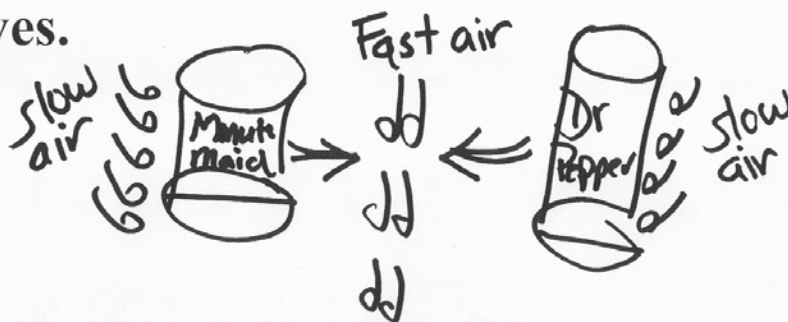 ves.
Fast air
slow
air
Minute
Maid
Dr
Pepper
slow
air